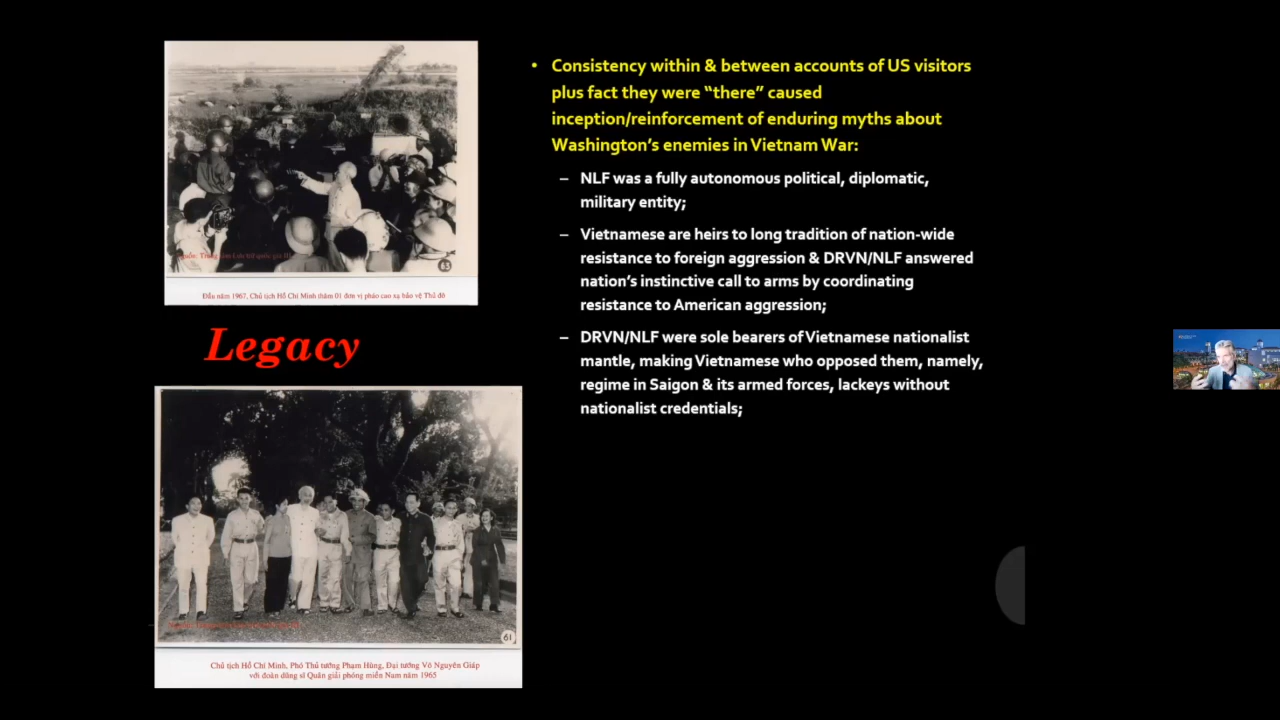 Đầu năm 1967, Chủ tịch Hồ Chí Minh thăm 01 đơn vị pháo cao xạ bảo vệ Thủ đô
Legacy
61
Chủ tịch Hồ Chí Minh, Phó Thủ tướng Phạm Hùng, Đại tướng Võ Nguyên Giáp
với đoàn dũng sĩ Quân giải phóng miền Nam năm 1965
• Consistency within & between accounts of US visitors
plus fact they were “there” caused
inception/reinforcement of enduring myths about
Washington’s enemies in Vietnam War:
– NLF was a fully autonomous political, diplomatic,
military entity;
– Vietnamese are heirs to long tradition of nation-wide
resistance to foreign aggression & DRVN/NLF answered
nation’s instinctive call to arms by coordinating
resistance to American aggression;
– DRVN/NLF were sole bearers of Vietnamese nationalist
mantle, making Vietnamese who opposed them, namely,
regime in Saigon & its armed forces, lackeys without
nationalist credentials;